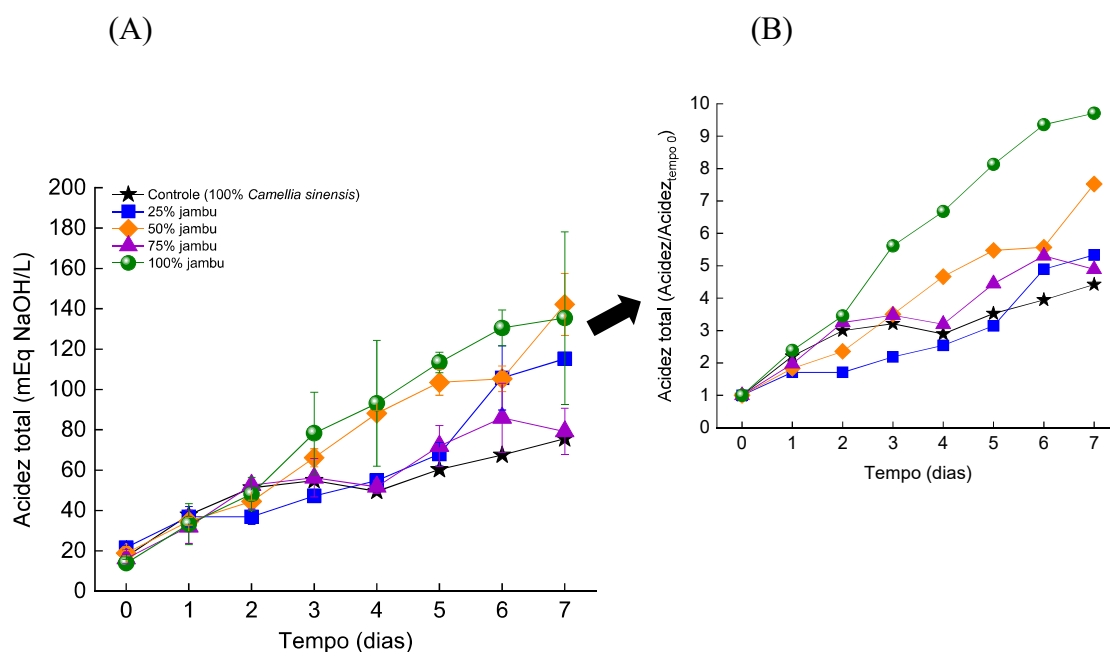 (A)
(B)
Acidez total (mEq NaOH/L)
200
180
160
140
120
100
80
60
40
20
0
Controle (100% Camellia sinensis)
25% jambu
50% jambu
75% jambu
100% jambu
0 1 2 3 4 5 6 7
Tempo (dias)
Acidez total (Acidez/Acidez tempo 0)
10
9
8
7
6
5
4
3
2
1
0
0 1 2 3 4 5 6 7
Tempo (dias)